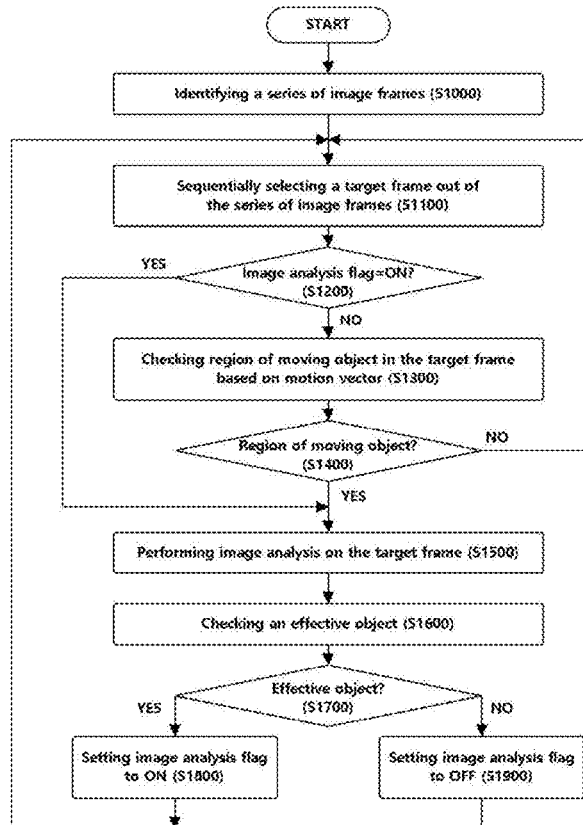 START
Identifying a series of image frames (S1000)
Sequentially selecting a target frame out of
the series of image frames (S1100)
YES
Image analysis flag=ON?
(S1200)
NO
Checking region of moving object in the target frame
based on motion vector (S1300)
Region of moving object?
(S1400)
NO
YES
Performing image analysis on the target frame (S1500)
Checking an effective object (S1600)
Effective object?
(S1700)
YES
NO
Setting image analysis flag
to ON (S1800)
Setting image analysis flag
to OFF (S1900)